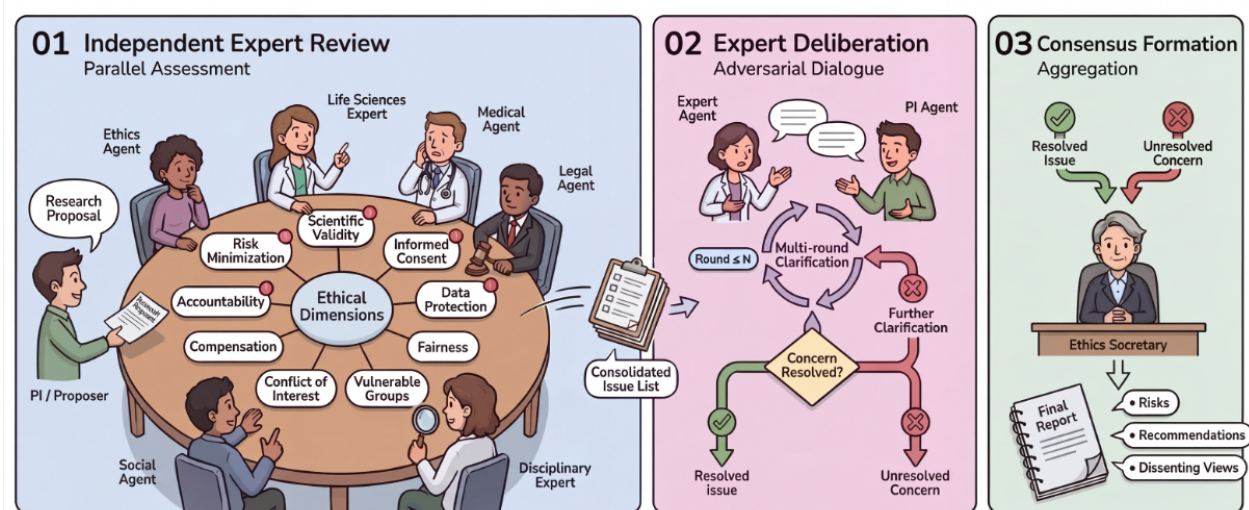 01 Independent Expert Review
Parallel Assessment
Ethics
Agent
Life Sciences
Expert
Medical
Agent
Legal
Agent
Research
Proposal
PI / Proposer
Scientific
Validity
Risk
Minimization
Informed
Consent
Accountability
Data
Protection
Ethical
Dimensions
Compensation
Fairness
Conflict of
Interest
Vulnerable
Groups
Social
Agent
Disciplinary
Expert
Consolidated
Issue List
02 Expert Deliberation
Adversarial Dialogue
Expert
Agent
PI Agent
Round ≤ N
Multi-round
Clarification
Further
Clarification
Concern
Resolved?
Resolved
issue
Unresolved
Concern
03 Consensus Formation
Aggregation
Resolved
Issue
Unresolved
Concern
Ethics Socretary
Final
Report
• Risks
• Recommendations
• Dissenting Views